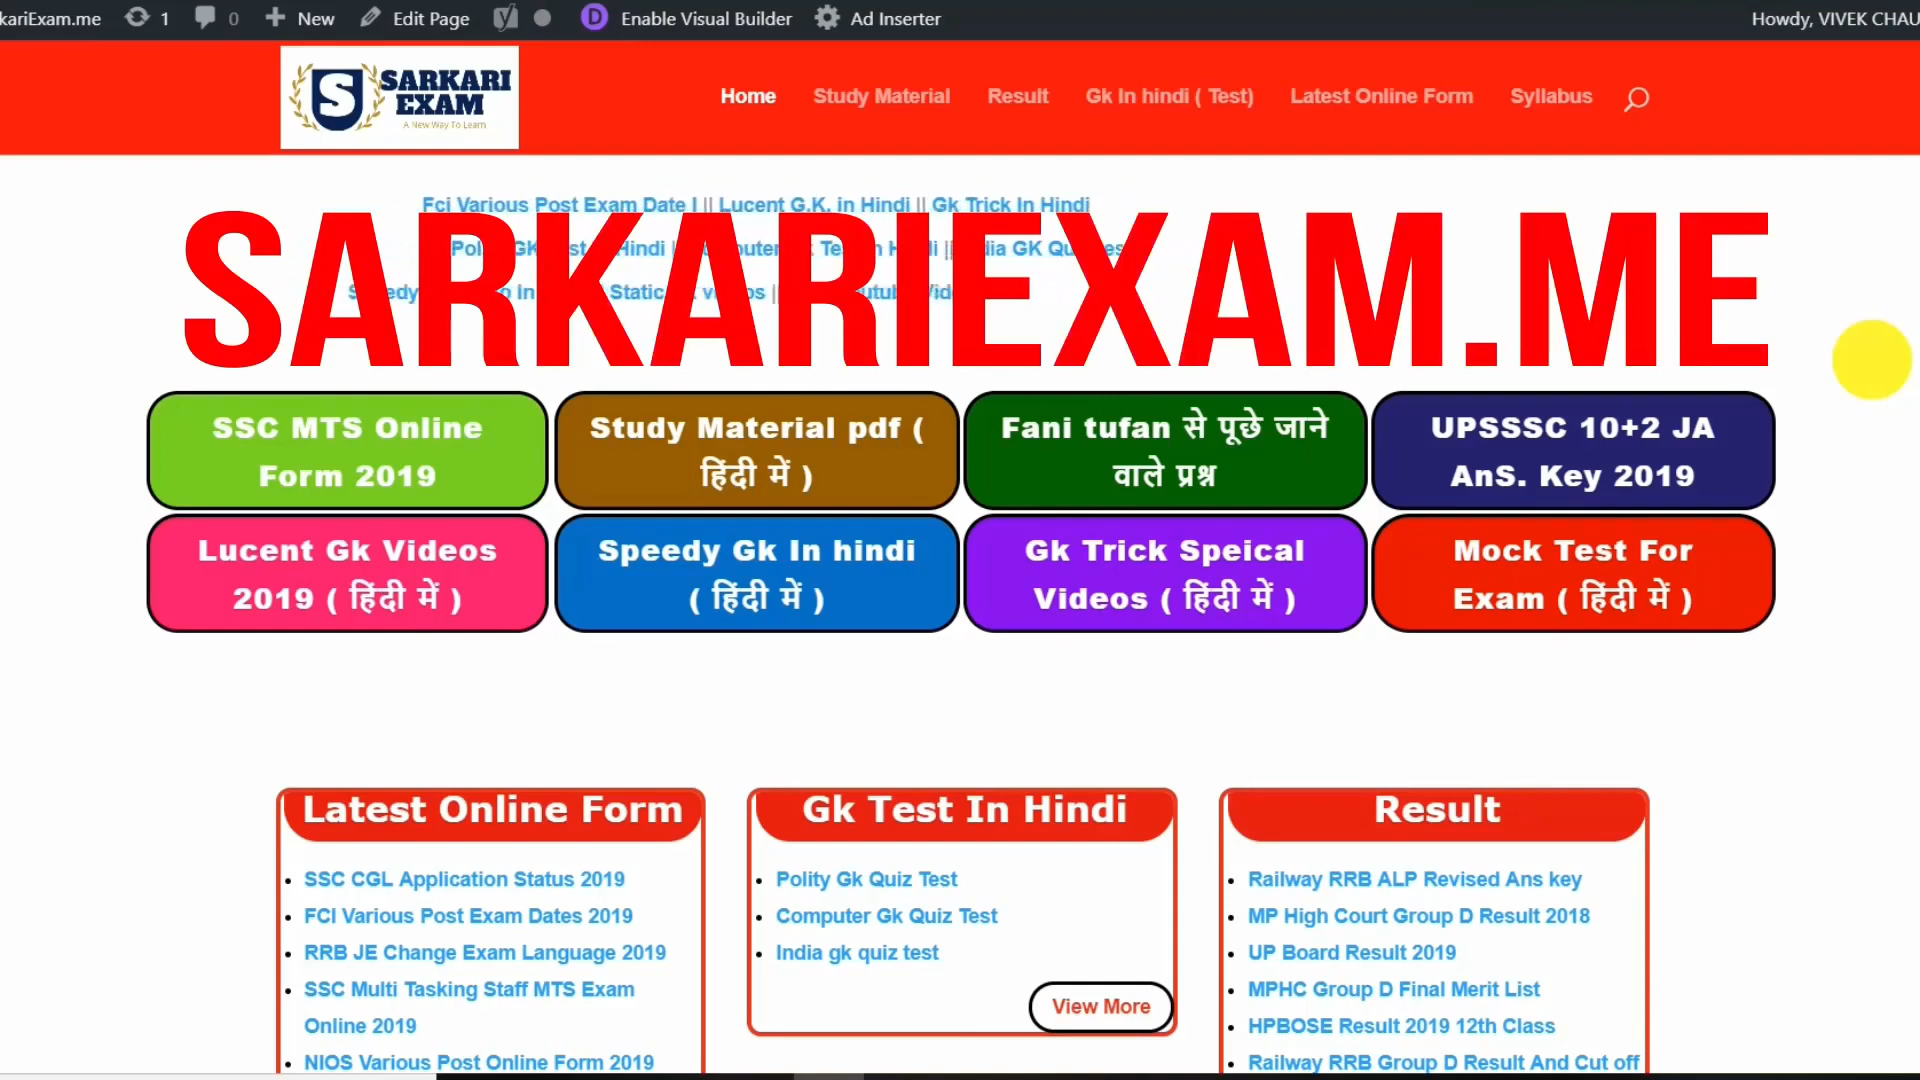 kariExam.me 1 0 New Edit Page Enable Visual Builder Ad Inserter Howdy, VIVEK CHAU
S SARKARI EXAM
A New Way To Learn
Home Study Material Result Gk In hindi ( Test) Latest Online Form Syllabus
Fci Various Post Exam Date I || Lucent G.K. in Hindi || Gk Trick In Hindi
SARKARIEXAM.ME
SSC MTS Online
Form 2019
Study Material pdf (
हिंदी में )
Fani tufan से पूछे जाने
वाले प्रश्न
UPSSSC 10+2 JA
AnS. Key 2019
Lucent Gk Videos
2019 ( हिंदी में )
Speedy Gk In hindi
( हिंदी में )
Gk Trick Speical
Videos ( हिंदी में )
Mock Test For
Exam ( हिंदी में )
Latest Online Form
SSC CGL Application Status 2019
FCI Various Post Exam Dates 2019
RRB JE Change Exam Language 2019
SSC Multi Tasking Staff MTS Exam
Online 2019
NIOS Various Post Online Form 2019
Gk Test In Hindi
Polity Gk Quiz Test
Computer Gk Quiz Test
India gk quiz test
View More
Result
Railway RRB ALP Revised Ans key
MP High Court Group D Result 2018
UP Board Result 2019
MPHC Group D Final Merit List
HPBOSE Result 2019 12th Class
Railway RRB Group D Result And Cut off